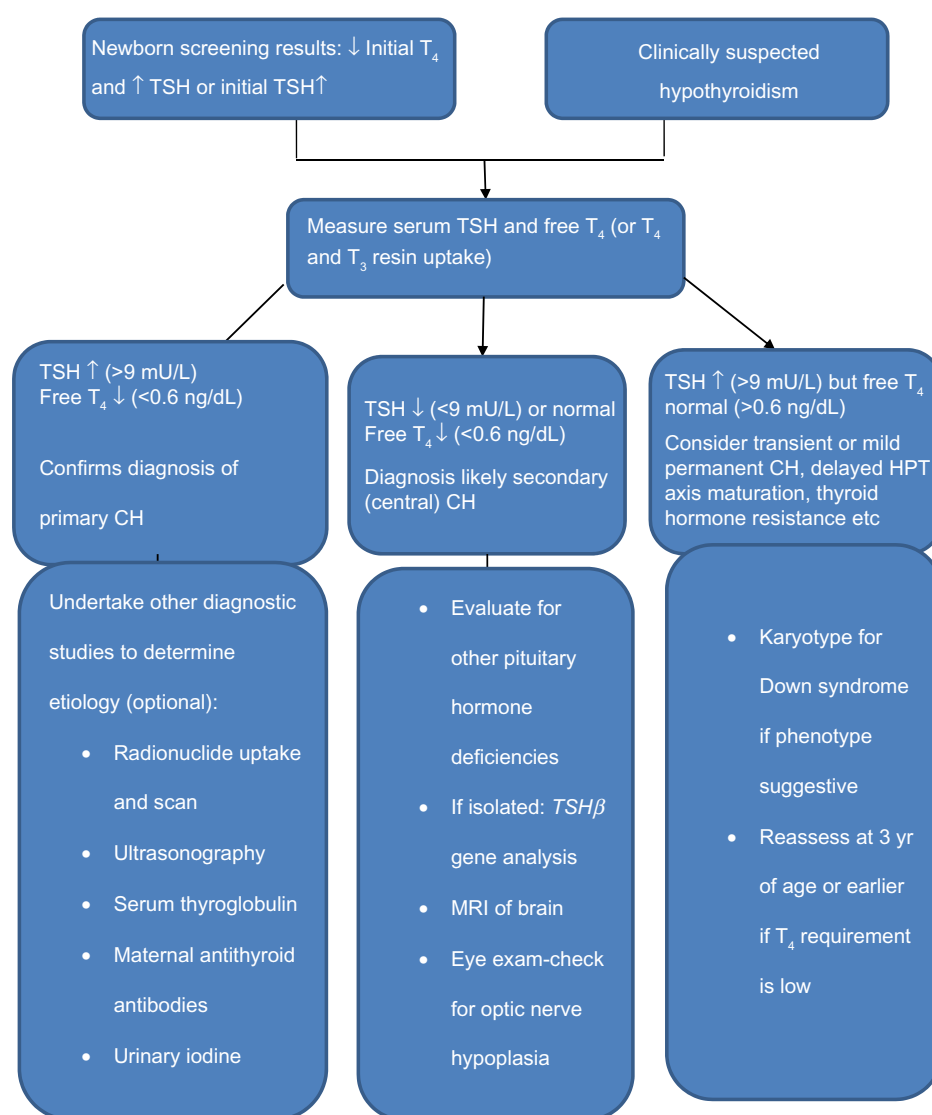 Newborn screening results: ↓ Initial T₄
and ↑ TSH or initial TSH↑
Clinically suspected
hypothyroidism
Measure serum TSH and free T₄ (or T₄
and T₃ resin uptake)
TSH ↑ (>9 mU/L)
Free T₄ ↓ (<0.6 ng/dL)
Confirms diagnosis of
primary CH
TSH ↓ (<9 mU/L) or normal
Free T₄ ↓ (<0.6 ng/dL)
Diagnosis likely secondary
(central) CH
TSH ↑ (>9 mU/L) but free T₄
normal (>0.6 ng/dL)
Consider transient or mild
permanent CH, delayed HPT
axis maturation, thyroid
hormone resistance etc
Undertake other diagnostic
studies to determine
etiology (optional):
• Radionuclide uptake
and scan
• Ultrasonography
• Serum thyroglobulin
• Maternal antithyroid
antibodies
• Urinary iodine
• Evaluate for
other pituitary
hormone
deficiencies
• If isolated: TSHβ
gene analysis
• MRI of brain
• Eye exam-check
for optic nerve
hypoplasia
• Karyotype for
Down syndrome
if phenotype
suggestive
• Reassess at 3 yr
of age or earlier
if T₄ requirement
is low